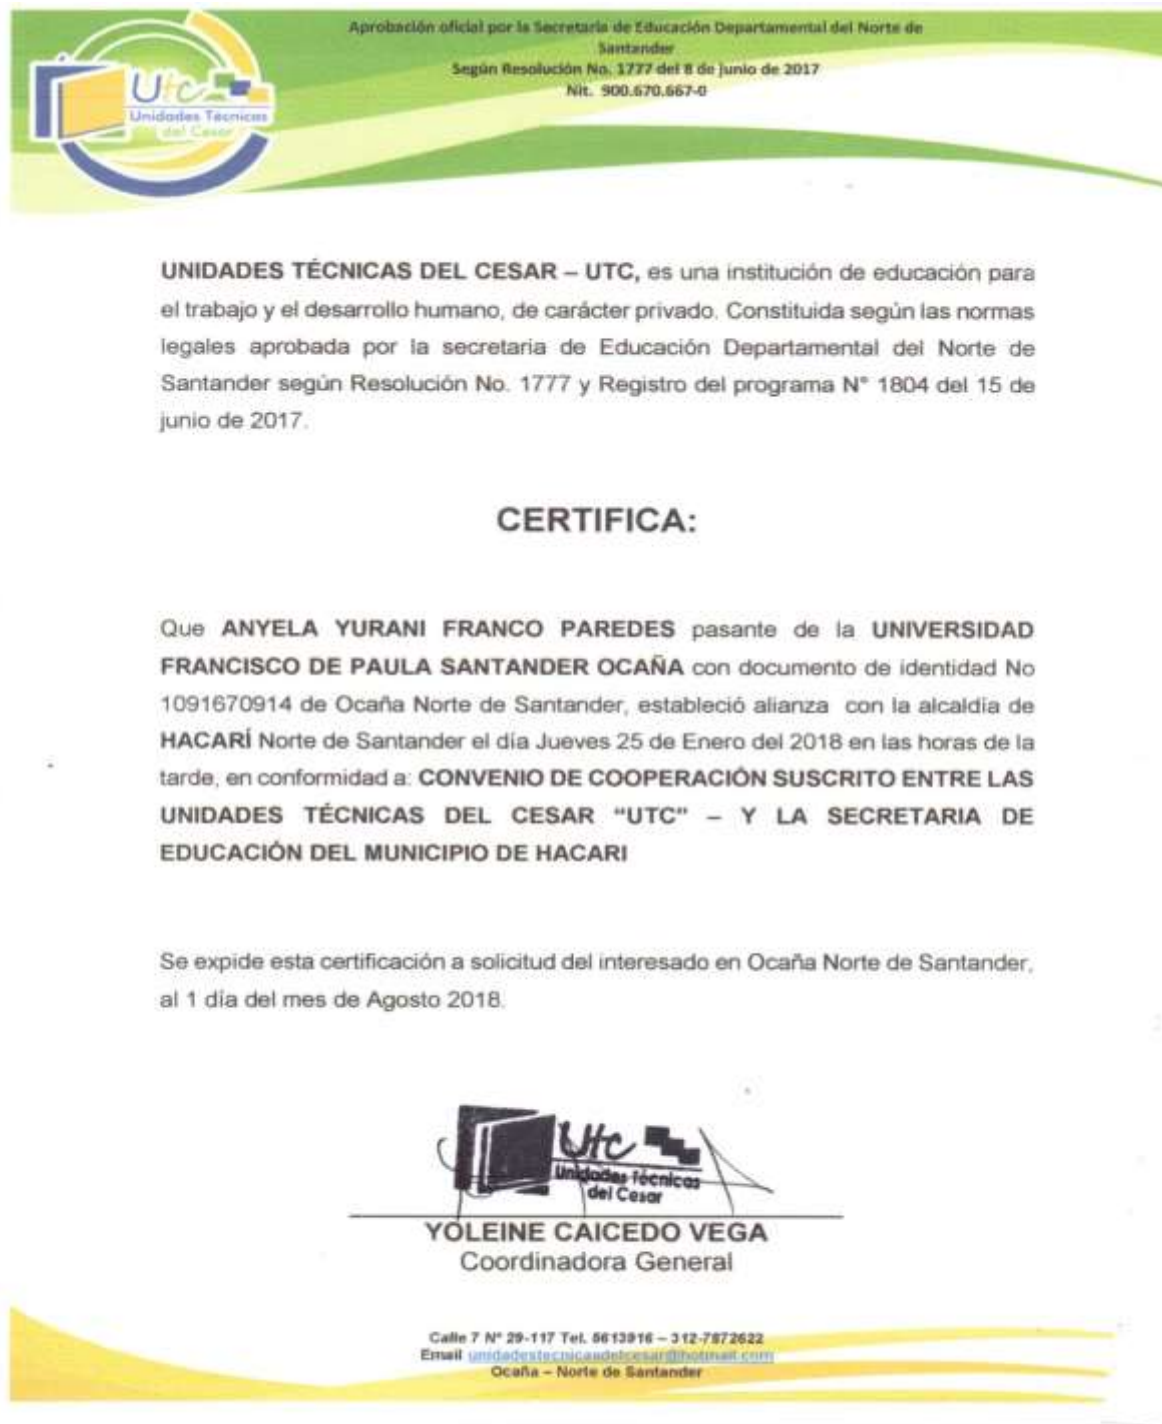 Aprobación oficial por la Secretaria de Educación Departamental del Norte de
Santander
Según Resolución No. 1777 del 8 de junio de 2017
Nit. 900.670.667-0
Utc
Unidades Técnicas
del Cesar
UNIDADES TÉCNICAS DEL CESAR – UTC, es una institución de educación para
el trabajo y el desarrollo humano, de carácter privado. Constituida según las normas
legales aprobada por la secretaria de Educación Departamental del Norte de
Santander según Resolución No. 1777 y Registro del programa N° 1804 del 15 de
junio de 2017.
CERTIFICA:
Que ANYELA YURANI FRANCO PAREDES pasante de la UNIVERSIDAD
FRANCISCO DE PAULA SANTANDER OCAÑA con documento de identidad No
1091670914 de Ocaña Norte de Santander, estableció alianza con la alcaldía de
HACARÍ Norte de Santander el día Jueves 25 de Enero del 2018 en las horas de la
tarde, en conformidad a: CONVENIO DE COOPERACIÓN SUSCRITO ENTRE LAS
UNIDADES TÉCNICAS DEL CESAR “UTC” – Y LA SECRETARIA DE
EDUCACIÓN DEL MUNICIPIO DE HACARI
Se expide esta certificación a solicitud del interesado en Ocaña Norte de Santander,
al 1 día del mes de Agosto 2018.
Utc
Unidades Técnicas
del Cesar
YOLEINE CAICEDO VEGA
Coordinadora General
Calle 7 N° 29-117 Tel. 5613916 – 312-7872622
Email unidadestecnicasdelcesar@hotmail.com
Ocaña – Norte de Santander